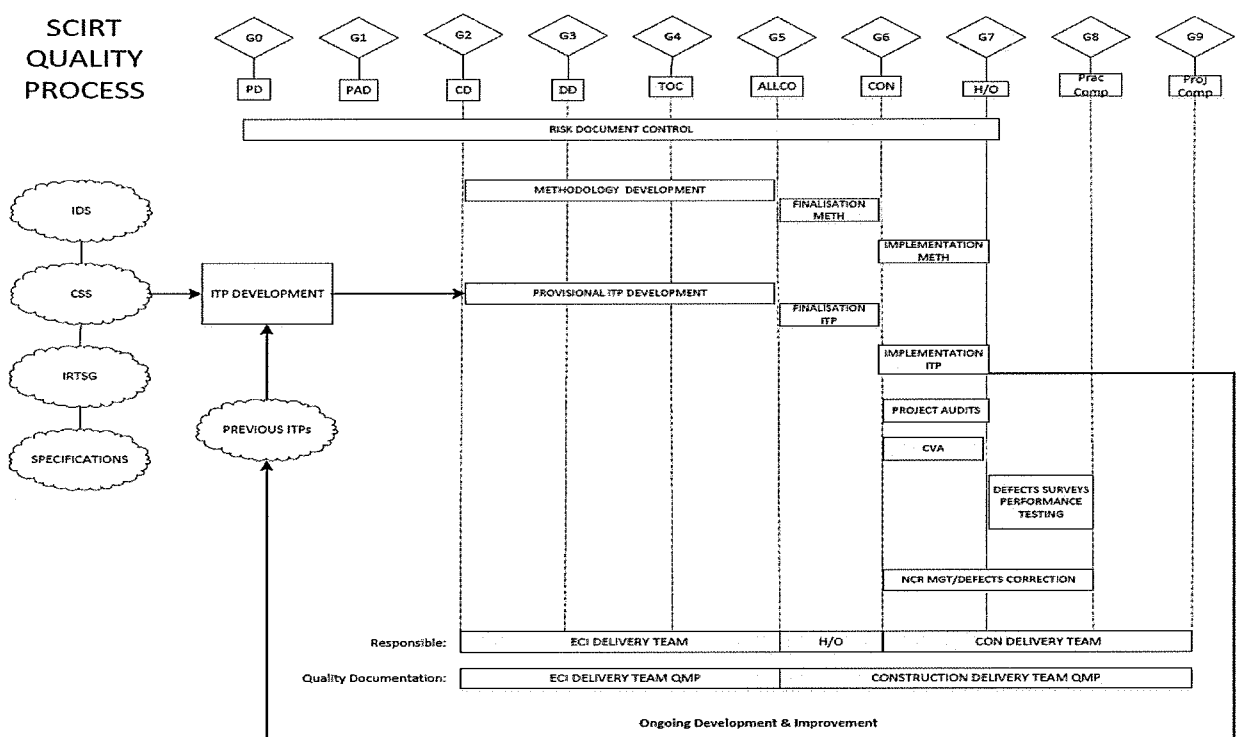 SCIRT
QUALITY
PROCESS
G0
G1
G2
G3
G4
G5
G6
G7
G8
G9
PD
PAD
CD
DD
TOC
ALLCO
CON
H/O
Prac
Comp
Proj
Comp
RISK DOCUMENT CONTROL
METHODOLOGY DEVELOPMENT
FINALISATION
METH
IMPLEMENTATION
METH
IDS
CSS
IRTSG
SPECIFICATIONS
ITP DEVELOPMENT
PREVIOUS ITPs
PROVISIONAL ITP DEVELOPMENT
FINALISATION
ITP
IMPLEMENTATION
ITP
PROJECT AUDITS
CVA
DEFECTS SURVEYS
PERFORMANCE
TESTING
NCR MGT/DEFECTS CORRECTION
Responsible:
ECI DELIVERY TEAM
H/O
CON DELIVERY TEAM
Quality Documentation:
ECI DELIVERY TEAM QMP
CONSTRUCTION DELIVERY TEAM QMP
Ongoing Development & Improvement